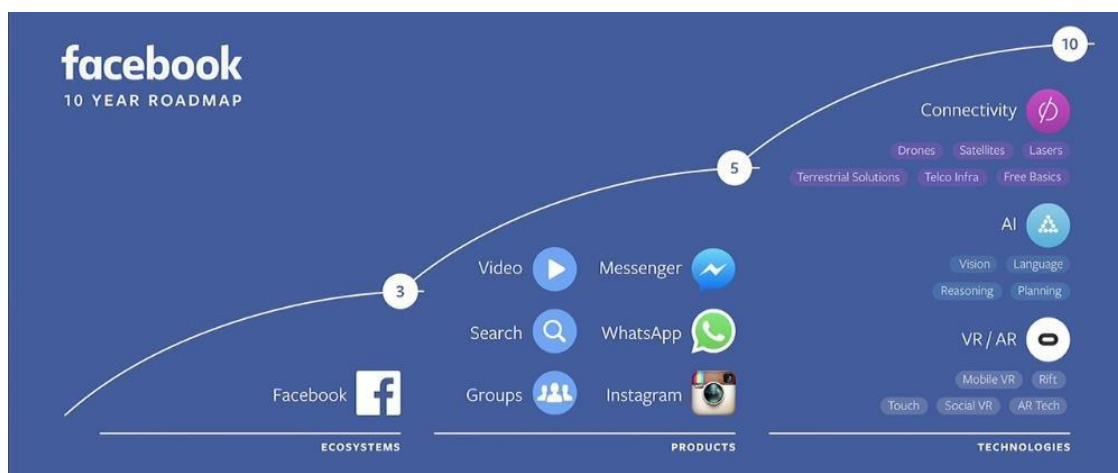 facebook
10 YEAR ROADMAP
3
5
10
Facebook
ECOSYSTEMS
Video
Messenger
Search
WhatsApp
Groups
Instagram
PRODUCTS
Connectivity
Drones Satellites Lasers
Terrestrial Solutions Telco Infra Free Basics
AI
Vision Language
Reasoning Planning
VR / AR
Mobile VR Rift
Touch Social VR AR Tech
TECHNOLOGIES